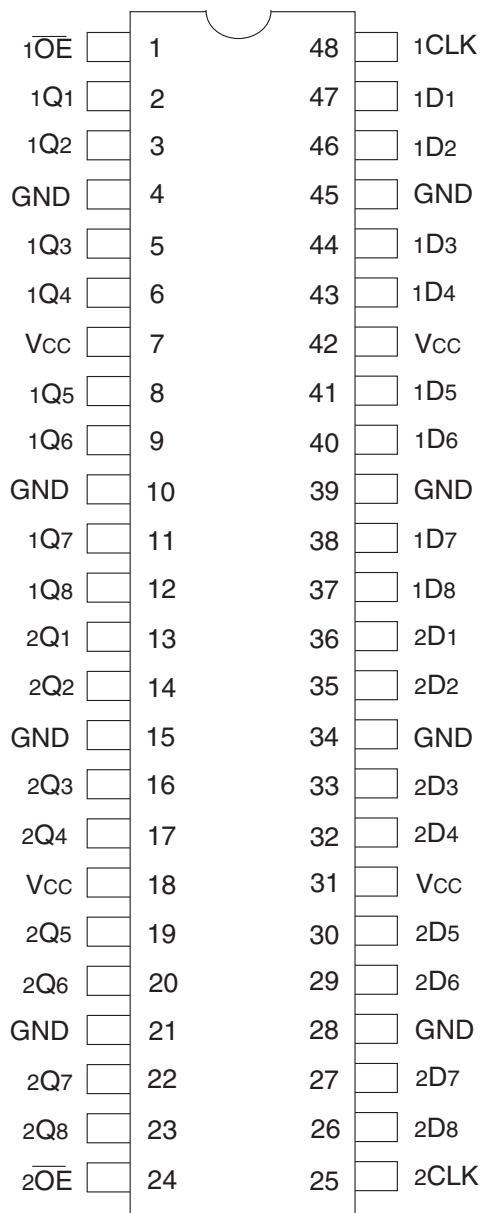 1O̅E̅ 1 48 1CLK
1Q1 2 47 1D1
1Q2 3 46 1D2
GND 4 45 GND
1Q3 5 44 1D3
1Q4 6 43 1D4
VCC 7 42 VCC
1Q5 8 41 1D5
1Q6 9 40 1D6
GND 10 39 GND
1Q7 11 38 1D7
1Q8 12 37 1D8
2Q1 13 36 2D1
2Q2 14 35 2D2
GND 15 34 GND
2Q3 16 33 2D3
2Q4 17 32 2D4
VCC 18 31 VCC
2Q5 19 30 2D5
2Q6 20 29 2D6
GND 21 28 GND
2Q7 22 27 2D7
2Q8 23 26 2D8
2O̅E̅ 24 25 2CLK